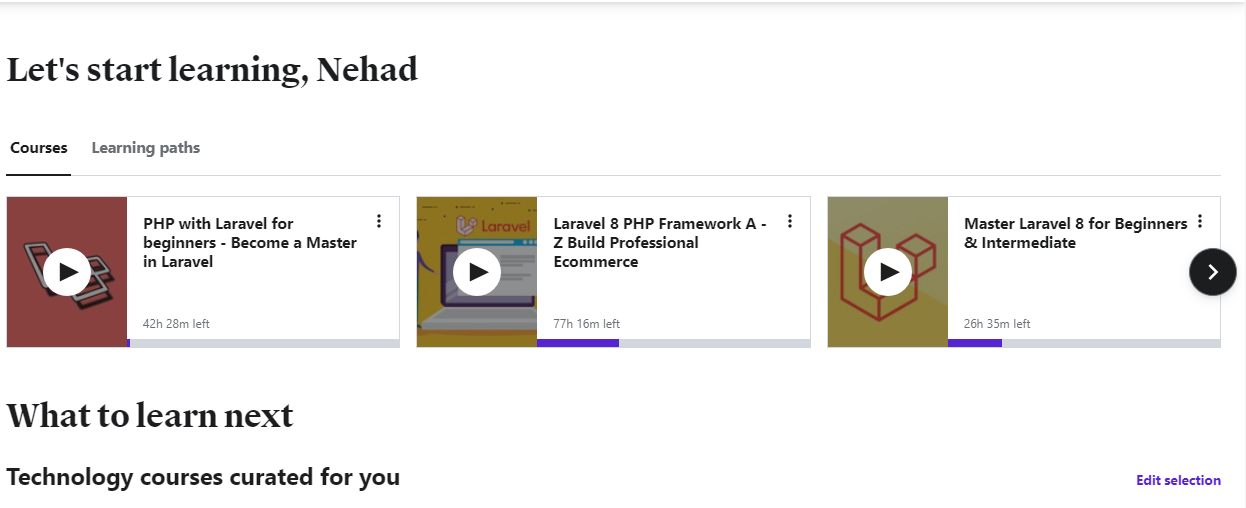 Let's start learning, Nehad
Courses
Learning paths
PHP with Laravel for
beginners - Become a Master
in Laravel
42h 28m left
Laravel
Laravel 8 PHP Framework A -
Z Build Professional
Ecommerce
77h 16m left
Master Laravel 8 for Beginners
& Intermediate
26h 35m left
What to learn next
Technology courses curated for you
Edit selection